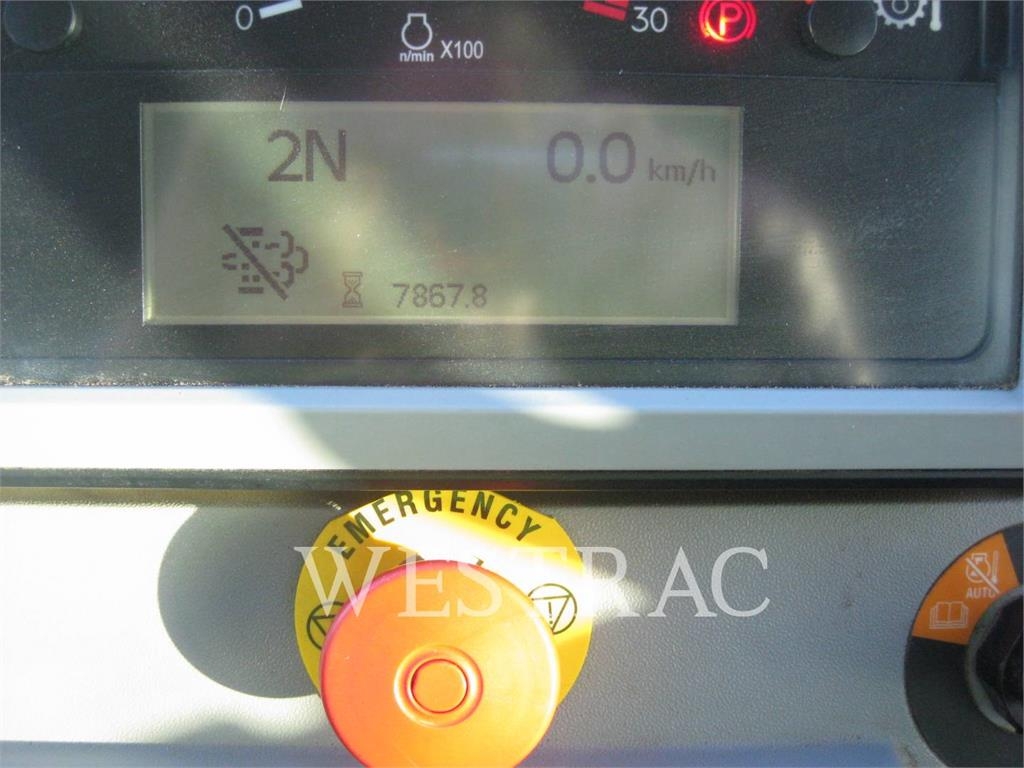 0
30
n/min X100
P
2N 0.0 km/h
7867.8
EMERGENCY
WESTRAC
AUTO